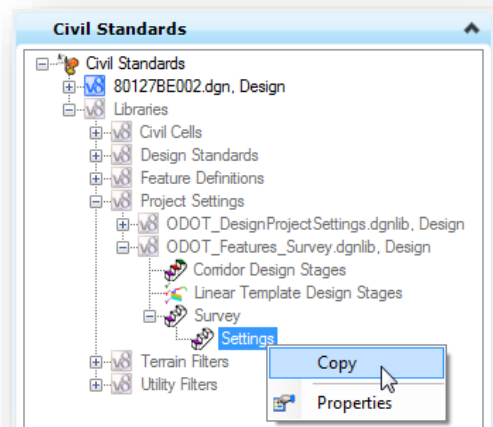 Civil Standards
Civil Standards
80127BE002.dgn, Design
Libraries
Civil Cells
Design Standards
Feature Definitions
Project Settings
ODOT_DesignProjectSettings.dgnlib, Design
ODOT_Features_Survey.dgnlib, Design
Corridor Design Stages
Linear Template Design Stages
Survey
Settings
Copy
Terrain Filters
Utility Filters
Properties